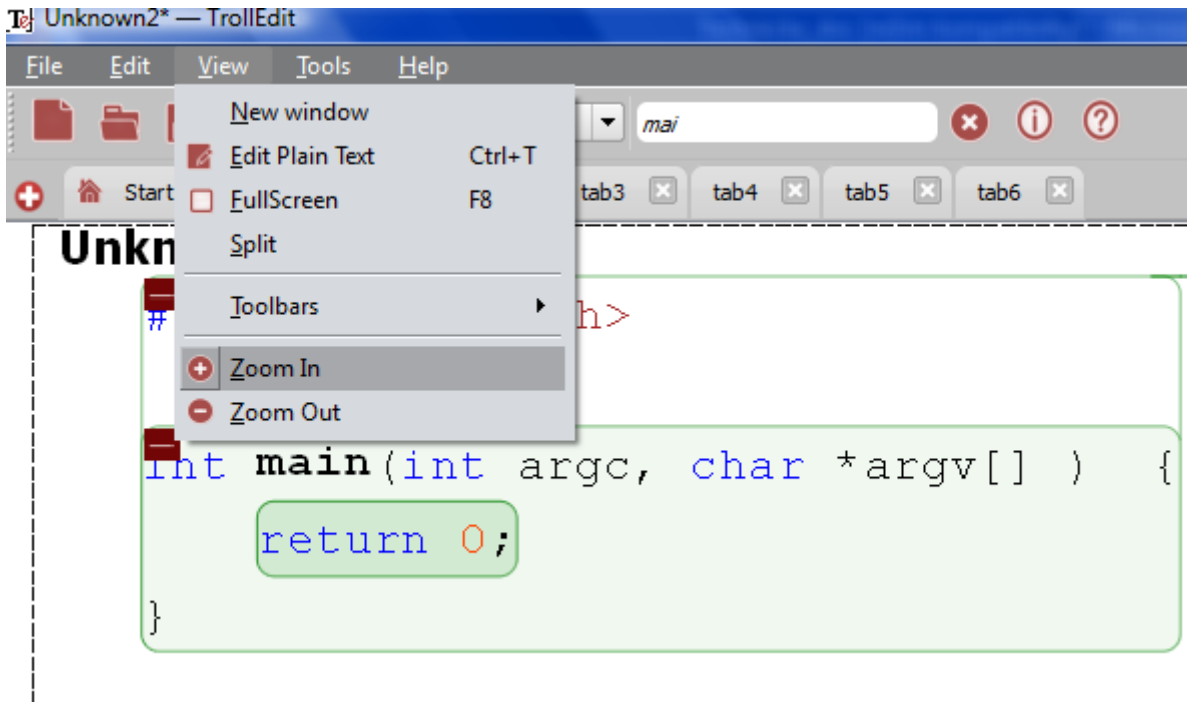 Unknown2* — TrollEdit
File Edit View Tools Help
mai
Start tab3 tab4 tab5 tab6
New window
Edit Plain Text Ctrl+T
FullScreen F8
Split
Toolbars
Zoom In
Zoom Out
Unkn
# h>
int main(int argc, char *argv[] ) {
return 0;
}